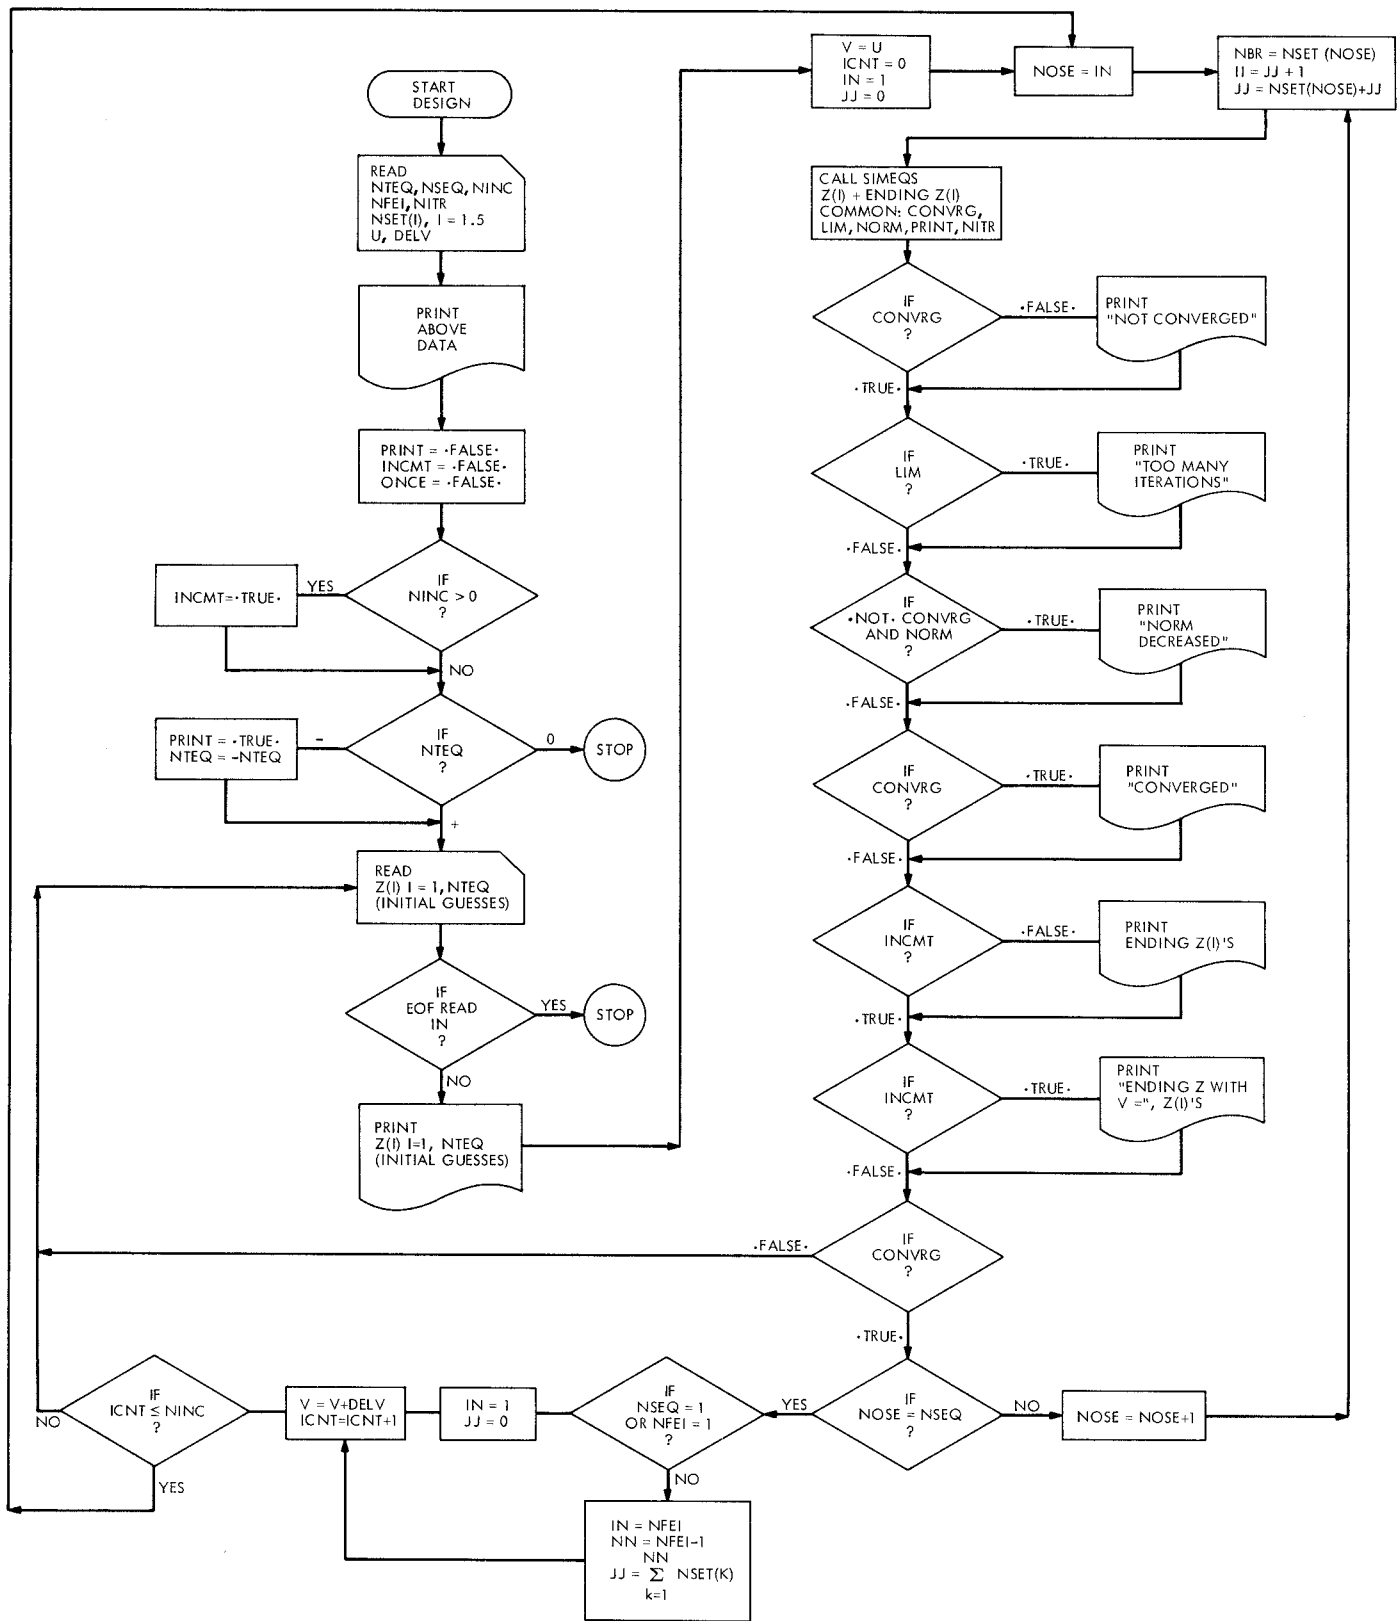 START
DESIGN
READ
NTEQ, NSEQ, NINC
NFEI, NITR
NSET(I), I = 1.5
U, DELV
PRINT
ABOVE
DATA
PRINT = ·FALSE·
INCMT = ·FALSE·
ONCE = ·FALSE·
IF
NINC > 0
?
YES
INCMT=·TRUE·
NO
IF
NTEQ
?
-
PRINT = ·TRUE·
NTEQ = -NTEQ
0
STOP
+
READ
Z(I) I = 1, NTEQ
(INITIAL GUESSES)
IF
EOF READ
IN
?
YES
STOP
NO
PRINT
Z(I) I=1, NTEQ
(INITIAL GUESSES)
V = U
ICNT = 0
IN = 1
JJ = 0
NOSE = IN
NBR = NSET (NOSE)
II = JJ + 1
JJ = NSET(NOSE)+JJ
CALL SIMEQS
Z(I) + ENDING Z(I)
COMMON: CONVRG,
LIM, NORM, PRINT, NITR
IF
CONVRG
?
·FALSE·
PRINT
"NOT CONVERGED"
·TRUE·
IF
LIM
?
·TRUE·
PRINT
"TOO MANY
ITERATIONS"
·FALSE·
IF
·NOT· CONVRG
AND NORM
?
·TRUE·
PRINT
"NORM
DECREASED"
·FALSE·
IF
CONVRG
?
·TRUE·
PRINT
"CONVERGED"
·FALSE·
IF
INCMT
?
·FALSE·
PRINT
ENDING Z(I)'S
·TRUE·
IF
INCMT
?
·TRUE·
PRINT
"ENDING Z WITH
V =", Z(I)'S
·FALSE·
IF
CONVRG
?
·FALSE·
·TRUE·
IF
NOSE = NSEQ
?
NO
NOSE = NOSE+1
YES
IF
NSEQ = 1
OR NFEI = 1
?
IN = 1
JJ = 0
V = V+DELV
ICNT=ICNT+1
IF
ICNT ≤ NINC
?
NO
YES
NO
IN = NFEI
NN = NFEI-1
NN
JJ = Σ NSET(K)
k=1